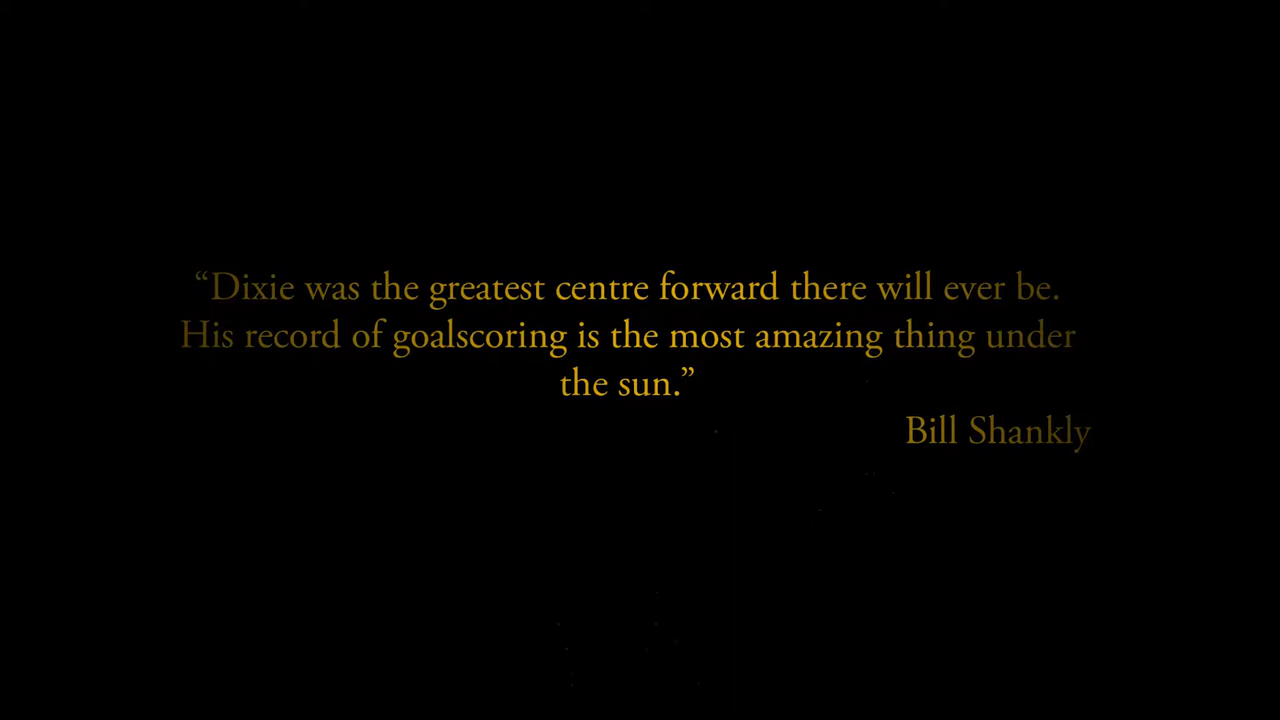 “Dixie was the greatest centre forward there will ever be.
His record of goalscoring is the most amazing thing under
the sun.”
Bill Shankly